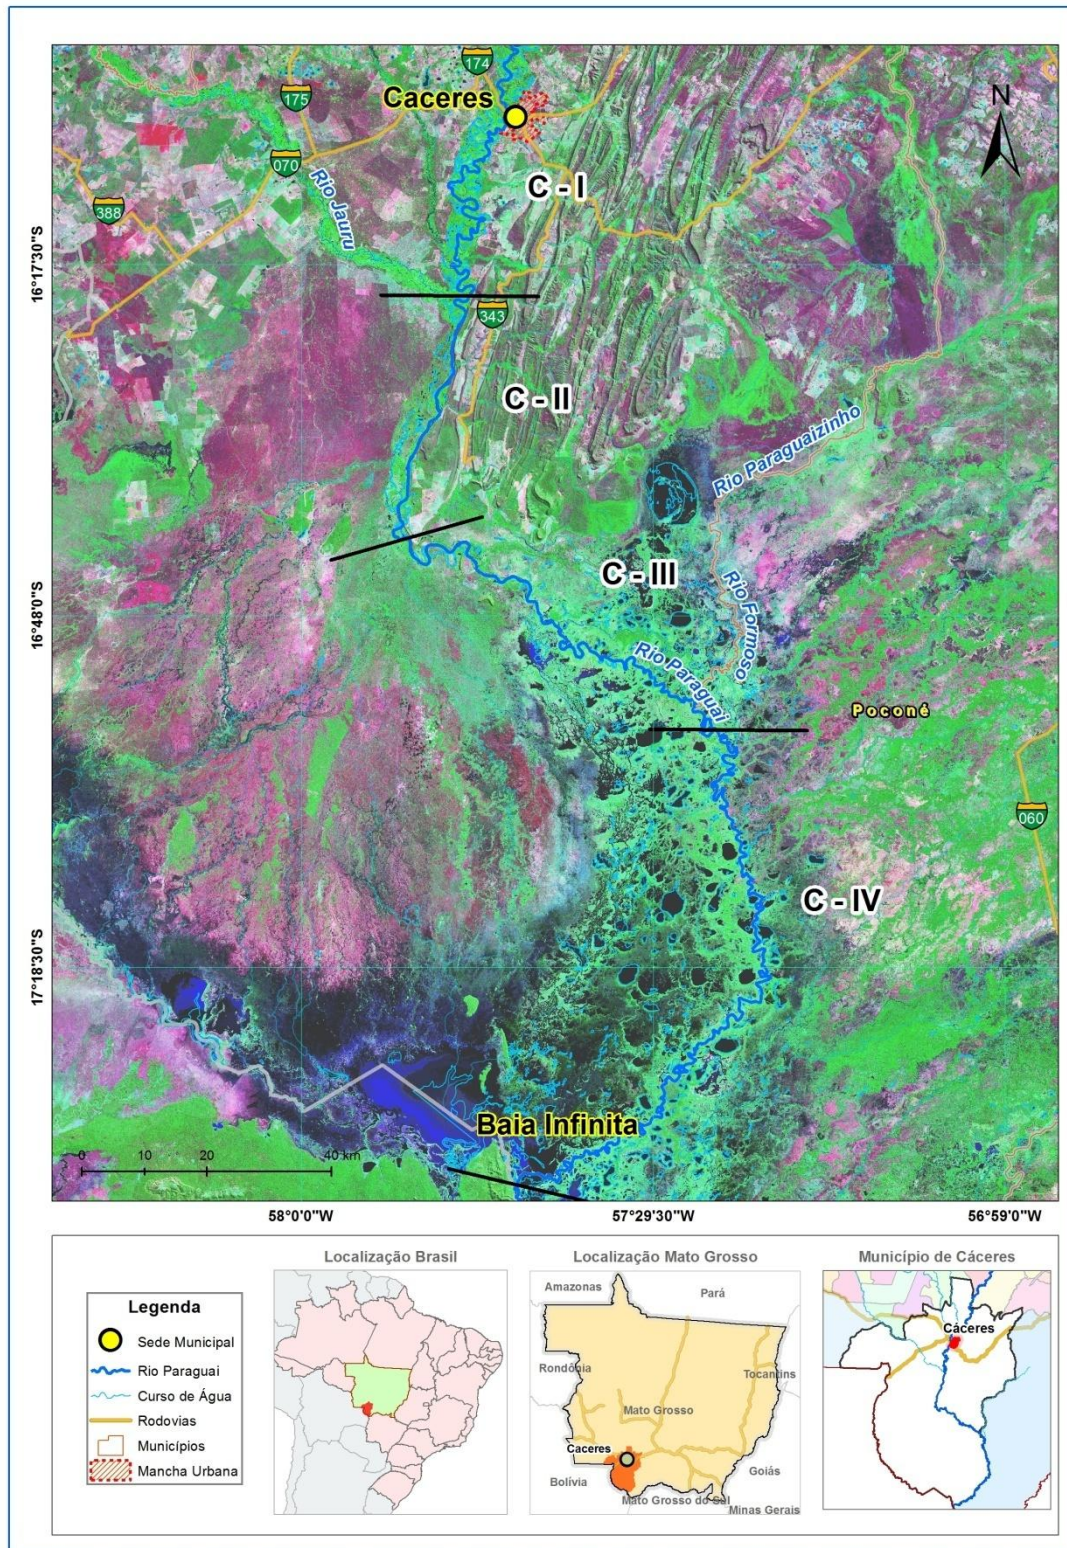 174
Caceres
N
175
C - I
070
Rio Jauru
388
16°17'30"S
343
C - II
Rio Paraguaizinho
C - III
16°48'0"S
Rio Formoso
Rio Paraguai
Poconé
060
C - IV
17°18'30"S
Baia Infinita
0 10 20 40 km
58°0'0"W 57°29'30"W 56°59'0"W
Localização Brasil
Localização Mato Grosso
Município de Cáceres
Legenda
Sede Municipal
Rio Paraguai
Curso de Água
Rodovias
Municípios
Mancha Urbana
Amazonas
Pará
Rondônia
Tocantins
Mato Grosso
Caceres
Bolívia
Goiás
Mato Grosso do Sul
Minas Gerais
Cáceres